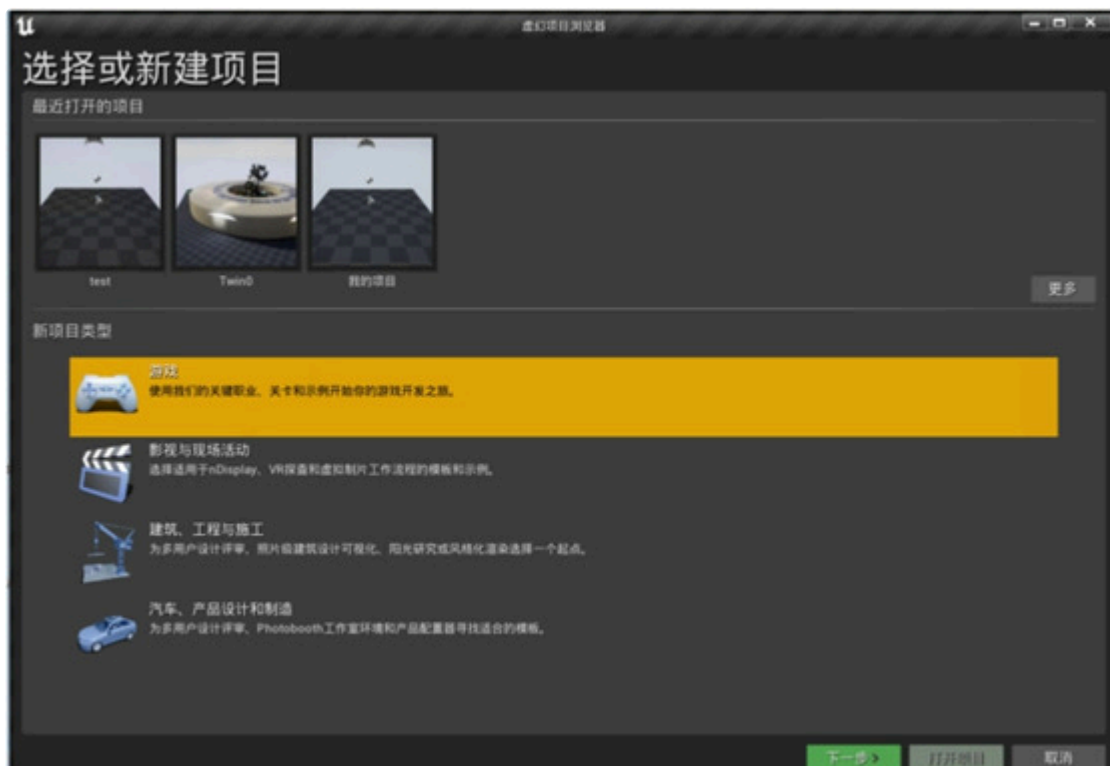 虚幻项目浏览器
选择或新建项目
最近打开的项目
test
Twin0
我的项目
更多
新项目类型
游戏
使用我们的关键职业、关卡和示例开始你的游戏开发之旅。
影视与现场活动
选择适用于nDisplay、VR探查和虚拟制片工作流程的模板和示例。
建筑、工程与施工
为多用户设计评审、照片级建筑设计可视化、阳光研究或风格化渲染选择一个起点。
汽车、产品设计和制造
为多用户设计评审、Photobooth工作室环境和产品配置器寻找适合的模板。
下一步 >
打开项目
取消